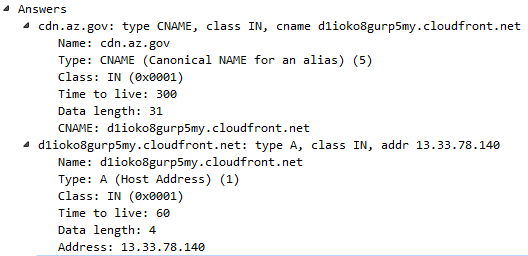 Answers
cdn.az.gov: type CNAME, class IN, cname d1ioko8gurp5my.cloudfront.net
Name: cdn.az.gov
Type: CNAME (Canonical NAME for an alias) (5)
Class: IN (0x0001)
Time to live: 300
Data length: 31
CNAME: d1ioko8gurp5my.cloudfront.net
d1ioko8gurp5my.cloudfront.net: type A, class IN, addr 13.33.78.140
Name: d1ioko8gurp5my.cloudfront.net
Type: A (Host Address) (1)
Class: IN (0x0001)
Time to live: 60
Data length: 4
Address: 13.33.78.140